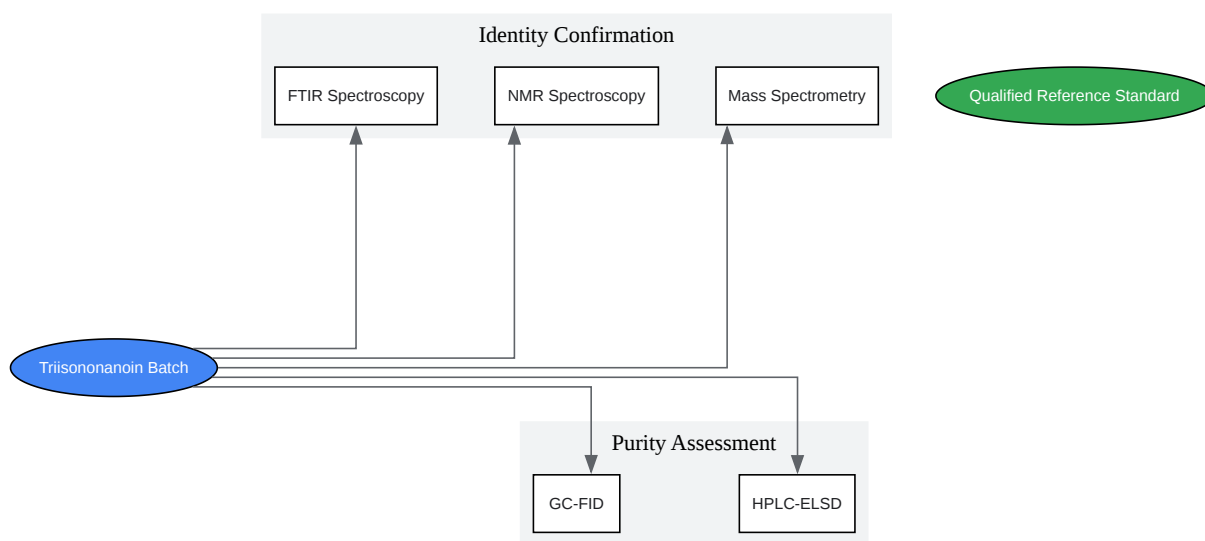 Identity Confirmation
FTIR Spectroscopy
NMR Spectroscopy
Mass Spectrometry
Qualified Reference Standard
Triisononanoin Batch
Purity Assessment
GC-FID
HPLC-ELSD